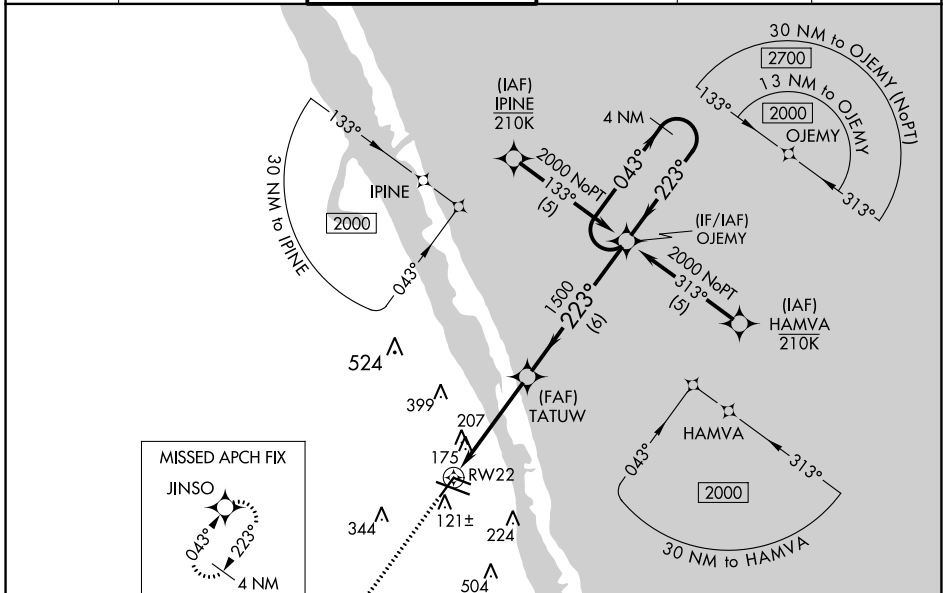 30 NM to OJEMY (NoPT)
2700
13 NM to OJEMY
2000
133°
OJEMY
313°
(IAF)
IPINE
210K
4 NM
043°
223°
2000 NoPT
133°
(5)
133°
IPINE
2000
30 NM to IPINE
043°
(IF/IAF)
OJEMY
2000 NoPT
313°
(5)
(IAF)
HAMVA
210K
1500
223°
(6)
524
399
207
175
(FAF)
TATUW
RW22
344
121±
224
504
HAMVA
043°
313°
2000
30 NM to HAMVA
MISSED APCH FIX
JINSO
043°
223°
4 NM